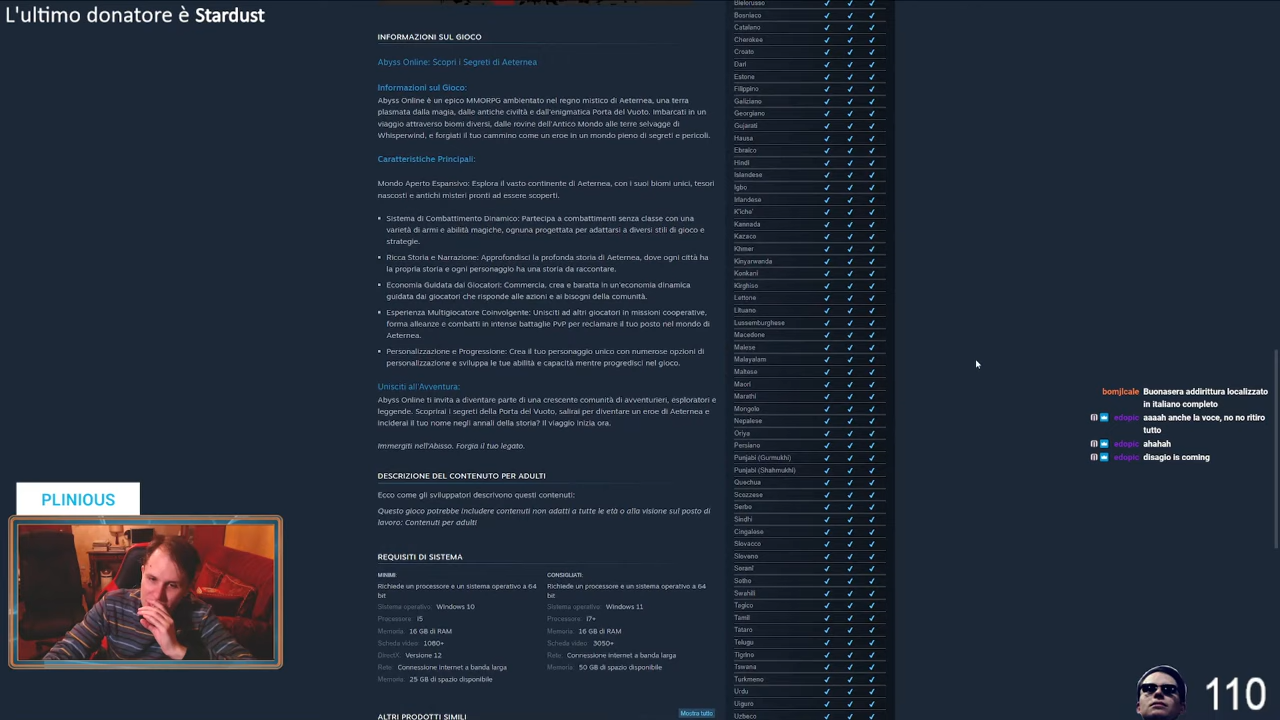 L'ultimo donatore è Stardust
INFORMAZIONI SUL GIOCO
Abyss Online: Scopri i Segreti di Aeternea
Informazioni sul Gioco:
Abyss Online è un epico MMORPG ambientato nel regno mistico di Aeternea, una terra
plasmata dalla magia, dalle antiche civiltà e dall'enigmatica Porta del Vuoto. Imbarcati in un
viaggio attraverso biomi diversi, dalle rovine dell'Antico Mondo alle terre selvagge di
Whisperwind, e forgiati il tuo cammino come un eroe in un mondo pieno di segreti e pericoli.
Caratteristiche Principali:
Mondo Aperto Espansivo: Esplora il vasto continente di Aeternea, con i suoi biomi unici, tesori
nascosti e antichi misteri pronti ad essere scoperti.
Sistema di Combattimento Dinamico: Partecipa a combattimenti senza classe con una
varietà di armi e abilità magiche, ognuna progettata per adattarsi a diversi stili di gioco e
strategie.
Ricca Storia e Narrazione: Approfondisci la profonda storia di Aeternea, dove ogni città ha
la propria storia e ogni personaggio ha una storia da raccontare.
Economia Guidata dai Giocatori: Commercia, crea e baratta in un'economia dinamica
guidata dai giocatori che risponde alle azioni e ai bisogni della comunità.
Esperienza Multigiocatore Coinvolgente: Unisciti ad altri giocatori in missioni cooperative,
forma alleanze e combatti in intense battaglie PvP per reclamare il tuo posto nel mondo di
Aeternea.
Personalizzazione e Progressione: Crea il tuo personaggio unico con numerose opzioni di
personalizzazione e sviluppa le tue abilità e capacità mentre progredisci nel gioco.
Unisciti all'Avventura:
Abyss Online ti invita a diventare parte di una crescente comunità di avventurieri, esploratori e
leggende. Scoprirai i segreti della Porta del Vuoto, salirai per diventare un eroe di Aeternea e
inciderai il tuo nome negli annali della storia? Il viaggio inizia ora.
Immergiti nell'Abisso. Forgia il tuo legato.
DESCRIZIONE DEL CONTENUTO PER ADULTI
Ecco come gli sviluppatori descrivono questi contenuti:
Questo gioco potrebbe includere contenuti non adatti a tutte le età o alla visione sul posto di
lavoro: Contenuti per adulti
REQUISITI DI SISTEMA
MINIMI:
Richiede un processore e un sistema operativo a 64
bit
Sistema operativo: Windows 10
Processore: I5
Memoria: 16 GB di RAM
Scheda video: 1080+
DirectX: Versione 12
Rete: Connessione internet a banda larga
Memoria: 25 GB di spazio disponibile
CONSIGLIATI:
Richiede un processore e un sistema operativo a 64
bit
Sistema operativo: Windows 11
Processore: I7+
Memoria: 16 GB di RAM
Scheda video: 3050+
Rete: Connessione internet a banda larga
Memoria: 50 GB di spazio disponibile
ALTRI PRODOTTI SIMILI
Mostra tutto
Bielorusso
Bosniaco
Catalano
Cherokee
Croato
Dari
Estone
Filippino
Galiziano
Georgiano
Gujarati
Hausa
Ebraico
Hindi
Islandese
Igbo
Irlandese
K'iche'
Kannada
Kazaco
Khmer
Kinyarwanda
Konkani
Kirghiso
Lettone
Lituano
Lussemburghese
Macedone
Malese
Malayalam
Maltese
Maori
Marathi
Mongolo
Nepalese
Oriya
Persiano
Punjabi (Gurmukhi)
Punjabi (Shahmukhi)
Quechua
Scozzese
Serbo
Sindhi
Cingalese
Slovacco
Sloveno
Sorani
Sotho
Swahili
Tagico
Tamil
Tataro
Telugu
Tigrino
Tswana
Turkmeno
Urdu
Uiguro
Uzbeco
bomjlcale Buonasera addirittura localizzato
in italiano completo
edopic aaaah anche la voce, no no ritiro
tutto
edopic ahahah
edopic disagio is coming
PLINIOUS
110